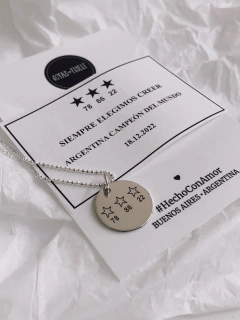 ★ ★ ★
78 86 22
SIEMPRE ELEGIMOS CREER
ARGENTINA CAMPEÓN DEL MUNDO
18.12.2022
♥
#HechoConAmor
BUENOS AIRES • ARGENTINA
78 86 22